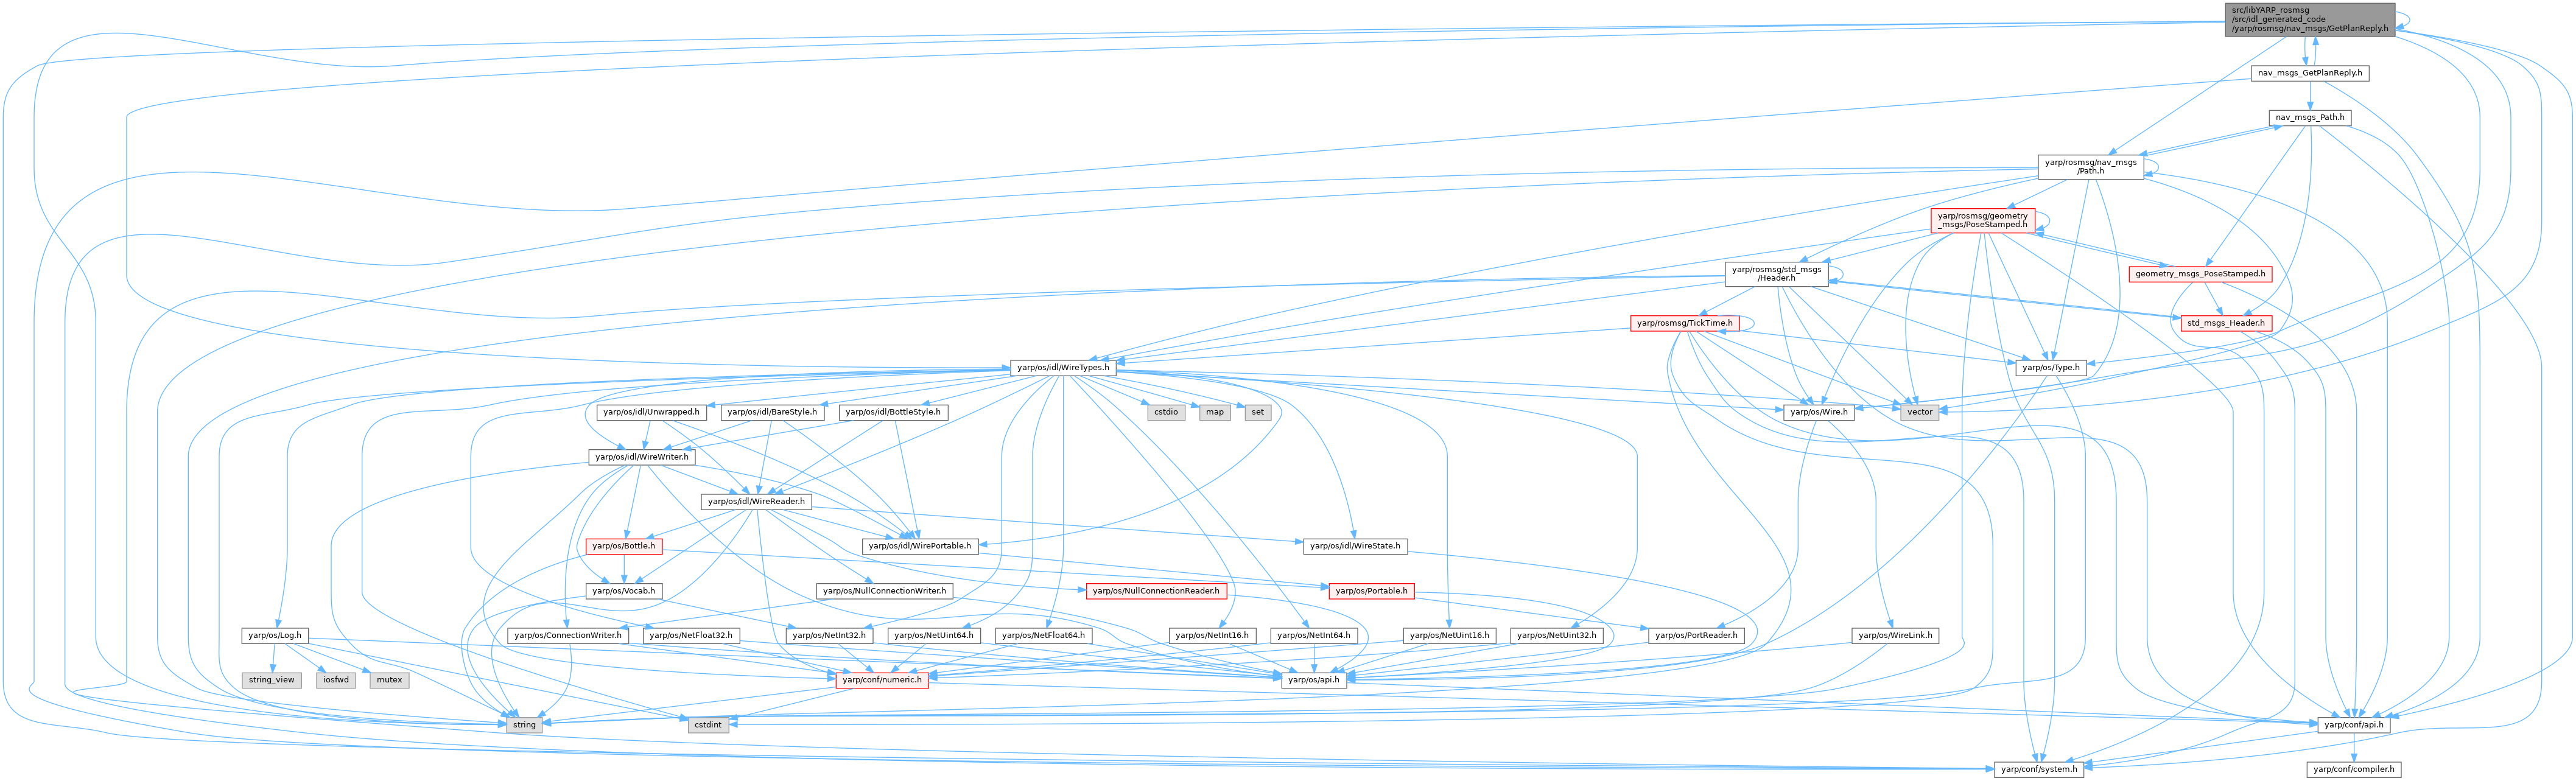 src/libYARP_rosmsg
/src/idl_generated_code
/yarp/rosmsg/nav_msgs/GetPlanReply.h
nav_msgs_GetPlanReply.h
nav_msgs_Path.h
yarp/rosmsg/nav_msgs
/Path.h
yarp/rosmsg/geometry
_msgs/PoseStamped.h
yarp/rosmsg/std_msgs
/Header.h
geometry_msgs_PoseStamped.h
yarp/rosmsg/TickTime.h
std_msgs_Header.h
yarp/os/idl/WireTypes.h
yarp/os/Type.h
yarp/os/idl/Unwrapped.h
yarp/os/idl/BareStyle.h
yarp/os/idl/BottleStyle.h
cstdio
map
set
yarp/os/Wire.h
vector
yarp/os/idl/WireWriter.h
yarp/os/idl/WireReader.h
yarp/os/Bottle.h
yarp/os/idl/WirePortable.h
yarp/os/idl/WireState.h
yarp/os/Vocab.h
yarp/os/NullConnectionWriter.h
yarp/os/NullConnectionReader.h
yarp/os/Portable.h
yarp/os/Log.h
yarp/os/ConnectionWriter.h
yarp/os/NetFloat32.h
yarp/os/NetInt32.h
yarp/os/NetUint64.h
yarp/os/NetFloat64.h
yarp/os/NetInt16.h
yarp/os/NetInt64.h
yarp/os/NetUint16.h
yarp/os/NetUint32.h
yarp/os/PortReader.h
yarp/os/WireLink.h
string_view
iosfwd
mutex
yarp/conf/numeric.h
yarp/os/api.h
string
cstdint
yarp/conf/api.h
yarp/conf/system.h
yarp/conf/compiler.h